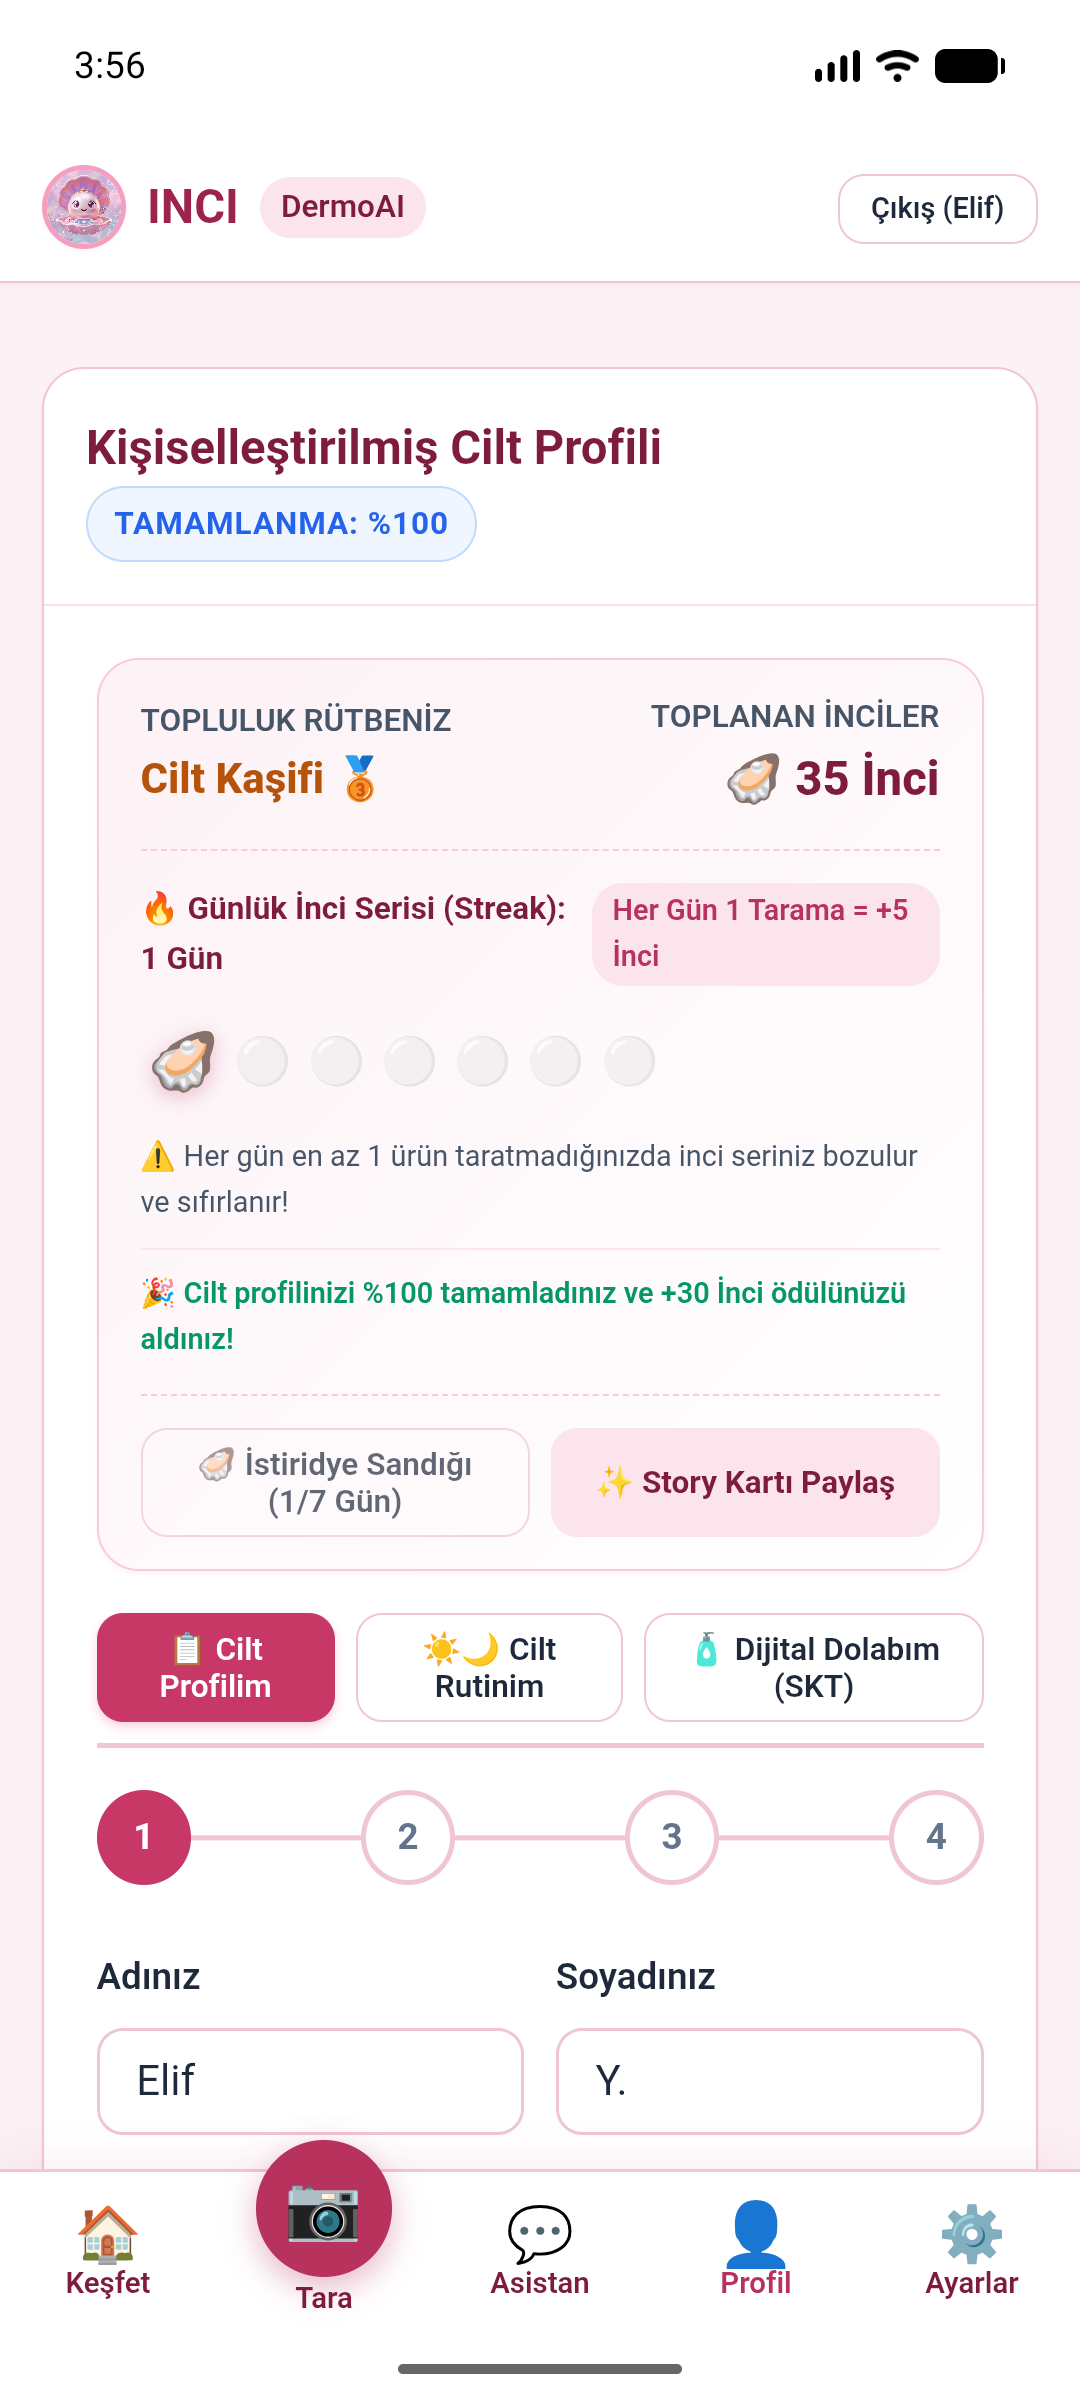 3:56
INCI
DermoAI
Çıkış (Elif)
Kişiselleştirilmiş Cilt Profili
TAMAMLANMA: %100
TOPLULUK RÜTBENİZ
Cilt Kaşifi 🥉
TOPLANAN İNCİLER
🦪 35 İnci
🔥 Günlük İnci Serisi (Streak):
1 Gün
Her Gün 1 Tarama = +5
İnci
⚠️ Her gün en az 1 ürün taratmadığınızda inci seriniz bozulur
ve sıfırlanır!
🎉 Cilt profilinizi %100 tamamladınız ve +30 İnci ödülünüzü
aldınız!
🦪 İstiridye Sandığı
(1/7 Gün)
✨ Story Kartı Paylaş
📋 Cilt
Profilim
☀️🌙 Cilt
Rutinim
🧴 Dijital Dolabım
(SKT)
1
2
3
4
Adınız
Soyadınız
Elif
Y.
Keşfet
Tara
Asistan
Profil
Ayarlar